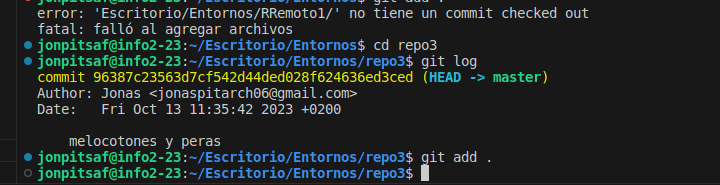 error: 'Escritorio/Entornos/RRemoto1/' no tiene un commit checked out
fatal: falló al agregar archivos
jonpitsaf@info2-23:~/Escritorio/Entornos$ cd repo3
jonpitsaf@info2-23:~/Escritorio/Entornos/repo3$ git log
commit 96387c23563d7cf542d44ded028f624636ed3ced (HEAD -> master)
Author: Jonas <jonaspitarch06@gmail.com>
Date:   Fri Oct 13 11:35:42 2023 +0200
melocotones y peras
jonpitsaf@info2-23:~/Escritorio/Entornos/repo3$ git add .
jonpitsaf@info2-23:~/Escritorio/Entornos/repo3$